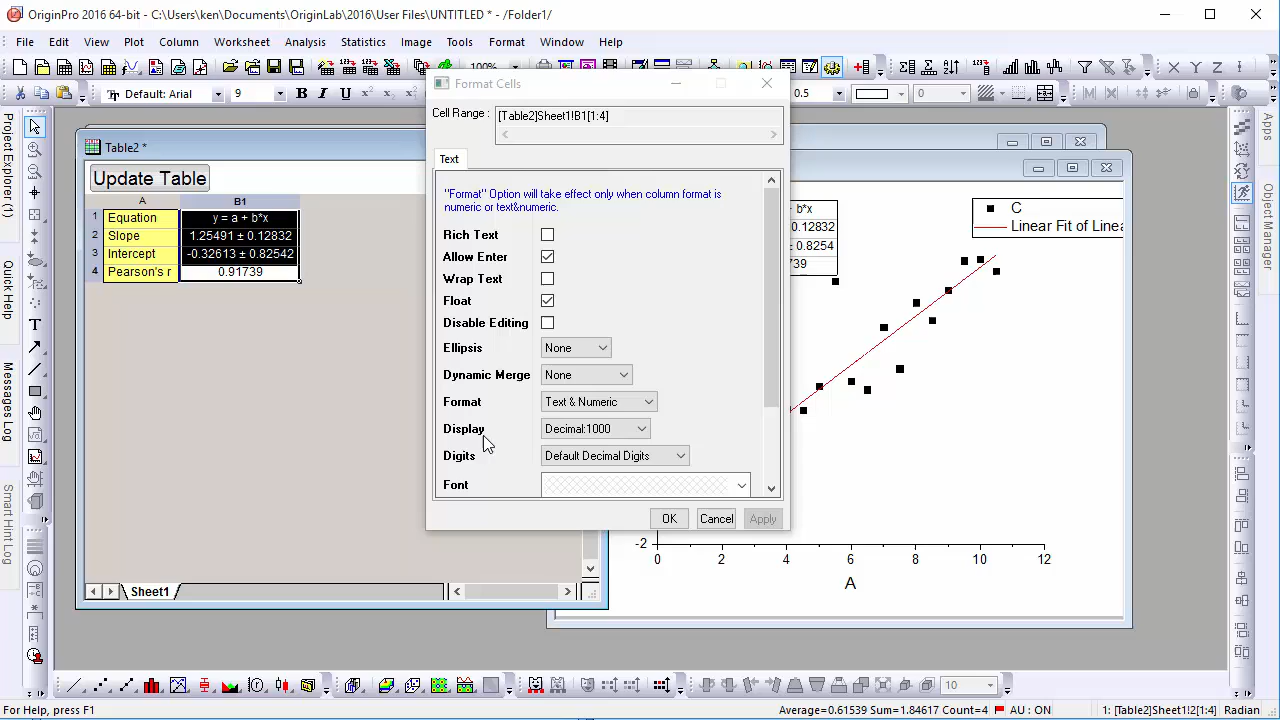 OriginPro 2016 64-bit - C:\Users\ken\Documents\OriginLab\2016\User Files\UNTITLED * - /Folder1/
File Edit View Plot Column Worksheet Analysis Statistics Image Tools Format Window Help
100%
Default: Arial 9 B I U 0.5 0
Project Explorer (1)
Quick Help
Messages Log
Smart Hint Log
Apps
Object Manager
Table2 *
Update Table
A B1
1 Equation y = a + b*x
2 Slope 1.25491 ± 0.12832
3 Intercept -0.32613 ± 0.82542
4 Pearson's r 0.91739
Sheet1
Format Cells
Cell Range : [Table2]Sheet1!B1[1:4]
Text
"Format" Option will take effect only when column format is
numeric or text&numeric.
Rich Text
Allow Enter
Wrap Text
Float
Disable Editing
Ellipsis None
Dynamic Merge None
Format Text & Numeric
Display Decimal:1000
Digits Default Decimal Digits
Font
OK Cancel Apply
b*x
0.12832
± 0.8254
739
C
Linear Fit of Linea
-2
0 2 4 6 8 10 12
A
10
For Help, press F1
Average=0.61539 Sum=1.84617 Count=4 AU : ON 1: [Table2]Sheet1!2[1:4] Radian